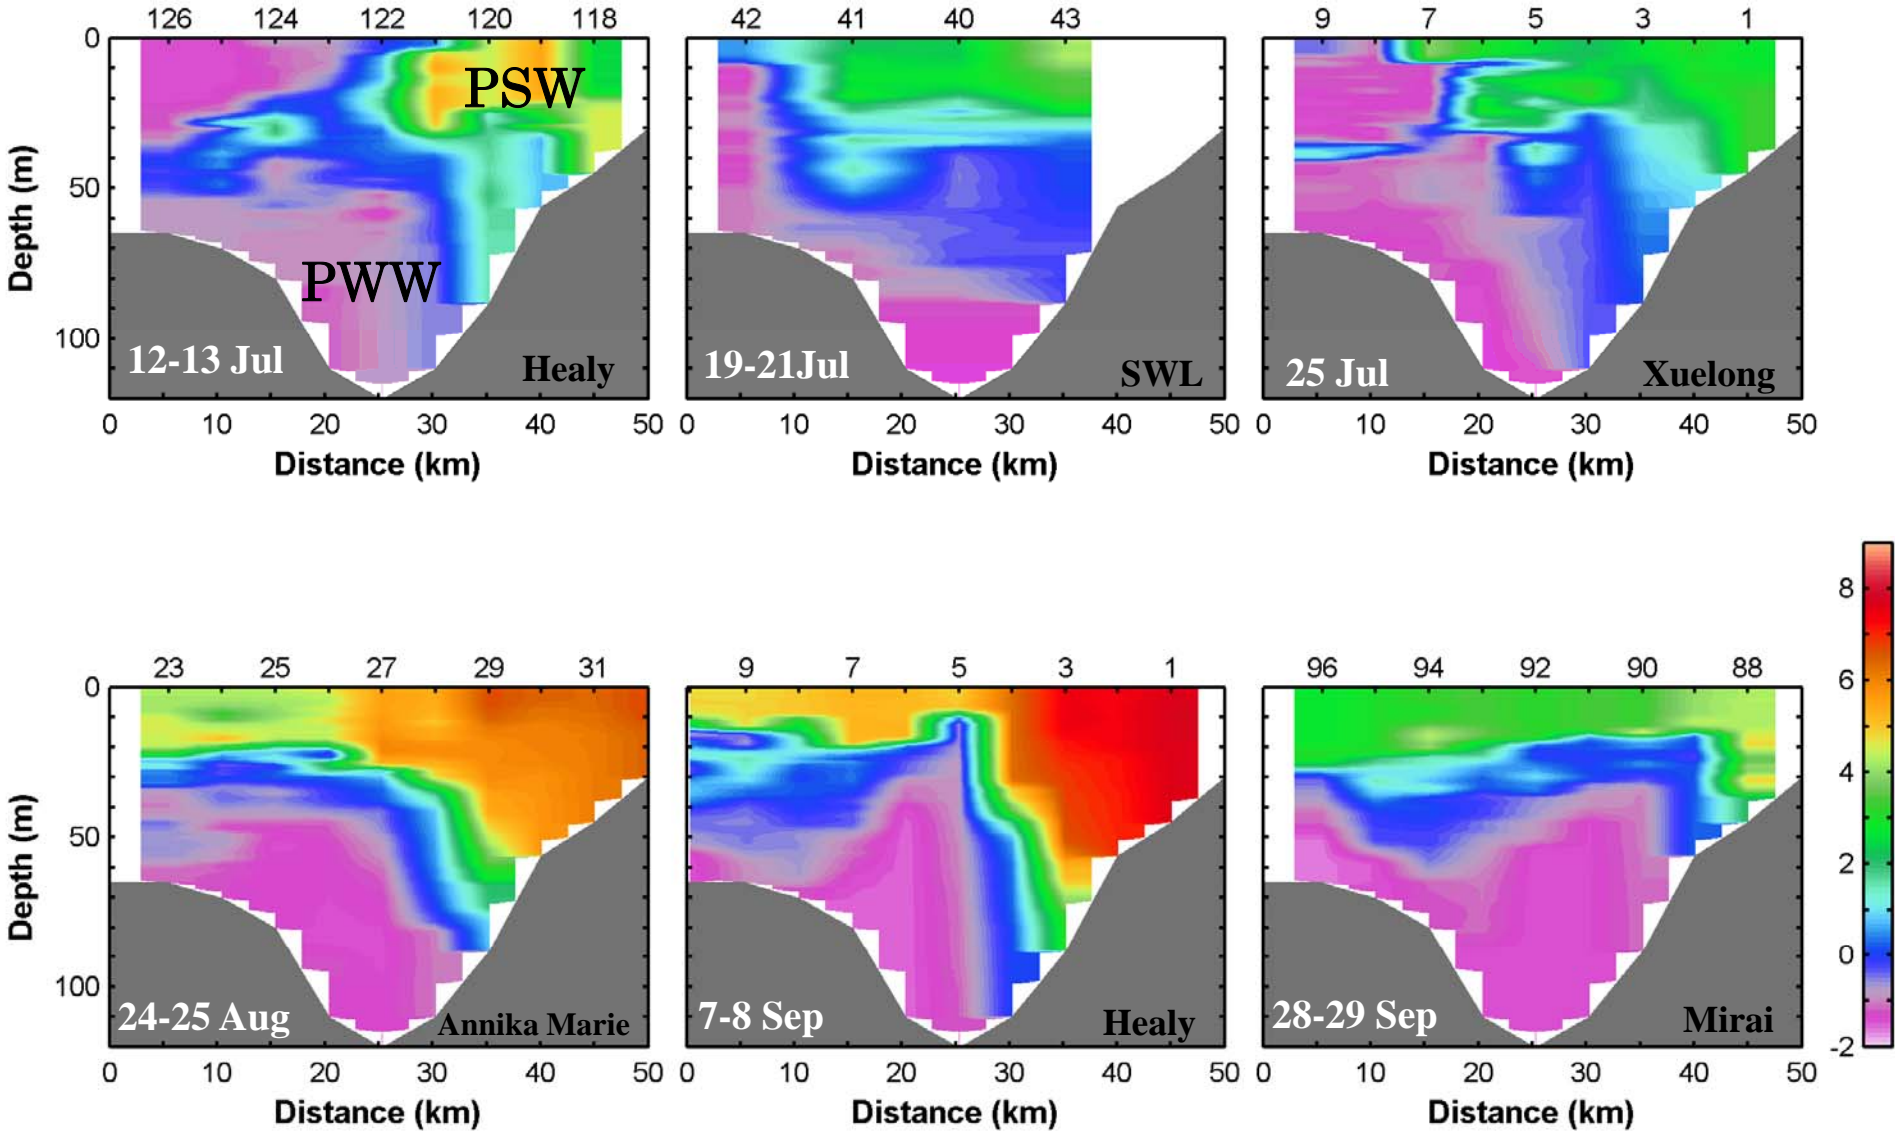 126 124 122 120 118
42 41 40 43
9 7 5 3 1
0
50
100
Depth (m)
PSW
PWW
12-13 Jul
Healy
19-21Jul
SWL
25 Jul
Xuelong
0 10 20 30 40 50
0 10 20 30 40 50
0 10 20 30 40 50
Distance (km)
Distance (km)
Distance (km)
23 25 27 29 31
9 7 5 3 1
96 94 92 90 88
0
50
100
Depth (m)
24-25 Aug
Annika Marie
7-8 Sep
Healy
28-29 Sep
Mirai
0 10 20 30 40 50
0 10 20 30 40 50
0 10 20 30 40 50
Distance (km)
Distance (km)
Distance (km)
8
6
4
2
0
-2